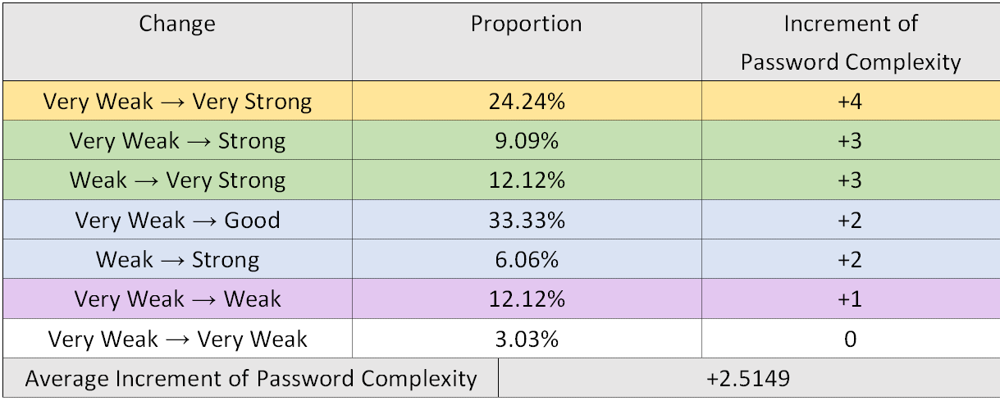 Change Proportion Increment of
Password Complexity
Very Weak → Very Strong 24.24% +4
Very Weak → Strong 9.09% +3
Weak → Very Strong 12.12% +3
Very Weak → Good 33.33% +2
Weak → Strong 6.06% +2
Very Weak → Weak 12.12% +1
Very Weak → Very Weak 3.03% 0
Average Increment of Password Complexity +2.5149